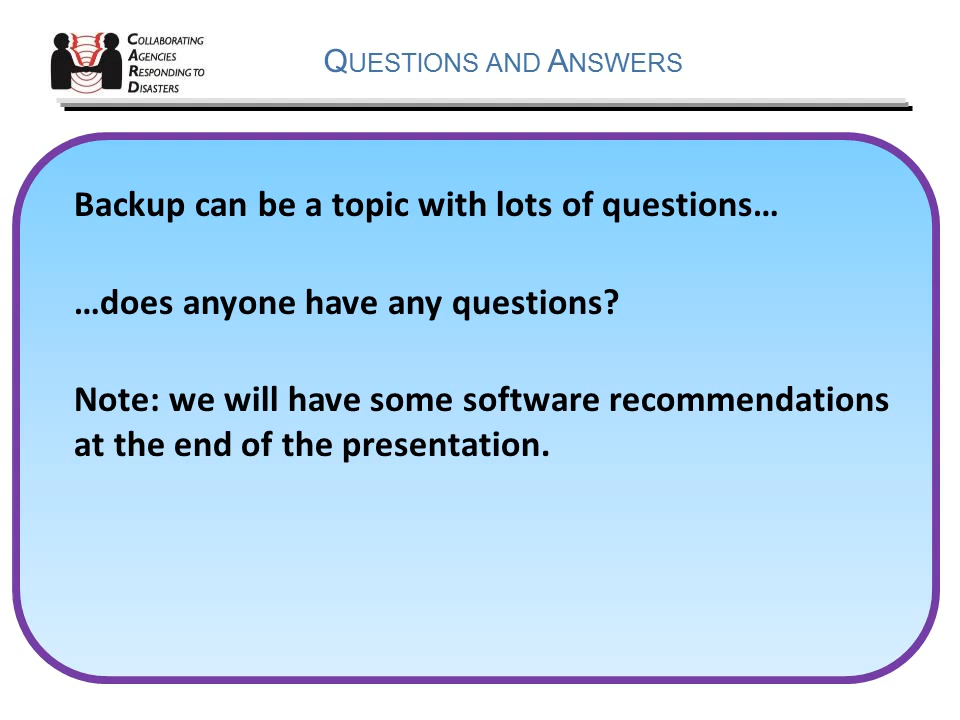 COLLABORATING
AGENCIES
RESPONDING TO
DISASTERS
QUESTIONS AND ANSWERS
Backup can be a topic with lots of questions…
…does anyone have any questions?
Note: we will have some software recommendations
at the end of the presentation.